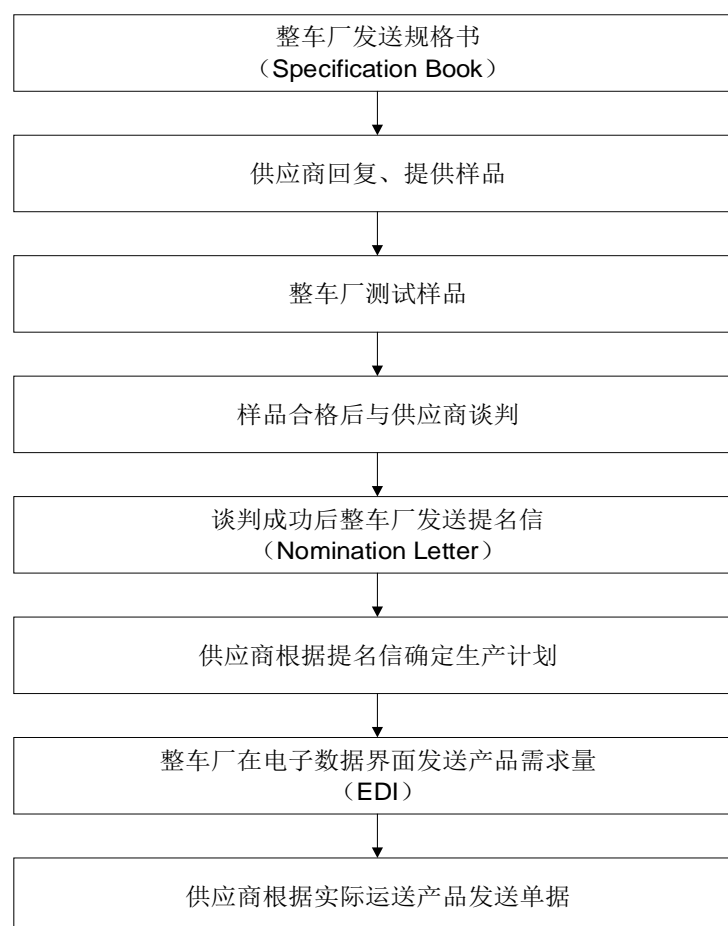 整车厂发送规格书
（Specification Book）
供应商回复、提供样品
整车厂测试样品
样品合格后与供应商谈判
谈判成功后整车厂发送提名信
（Nomination Letter）
供应商根据提名信确定生产计划
整车厂在电子数据界面发送产品需求量
（EDI）
供应商根据实际运送产品发送单据